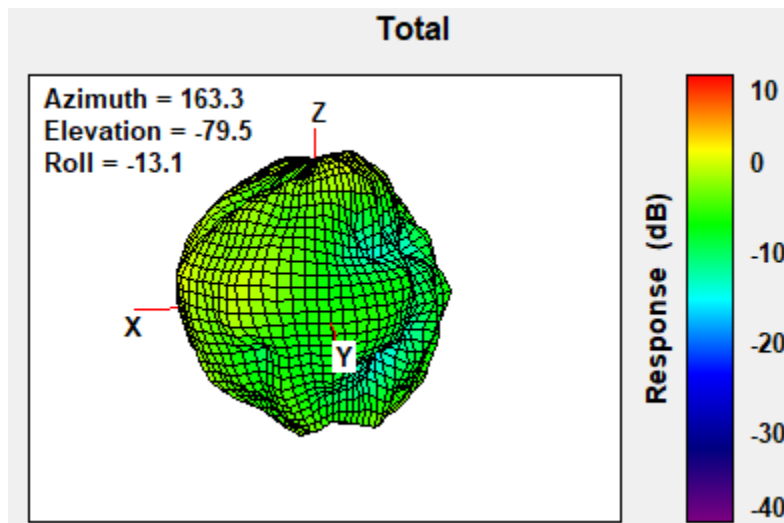 Total
Azimuth = 163.3
Elevation = -79.5
Roll = -13.1
Z
X
Y
Response (dB)
10
0
-10
-20
-30
-40